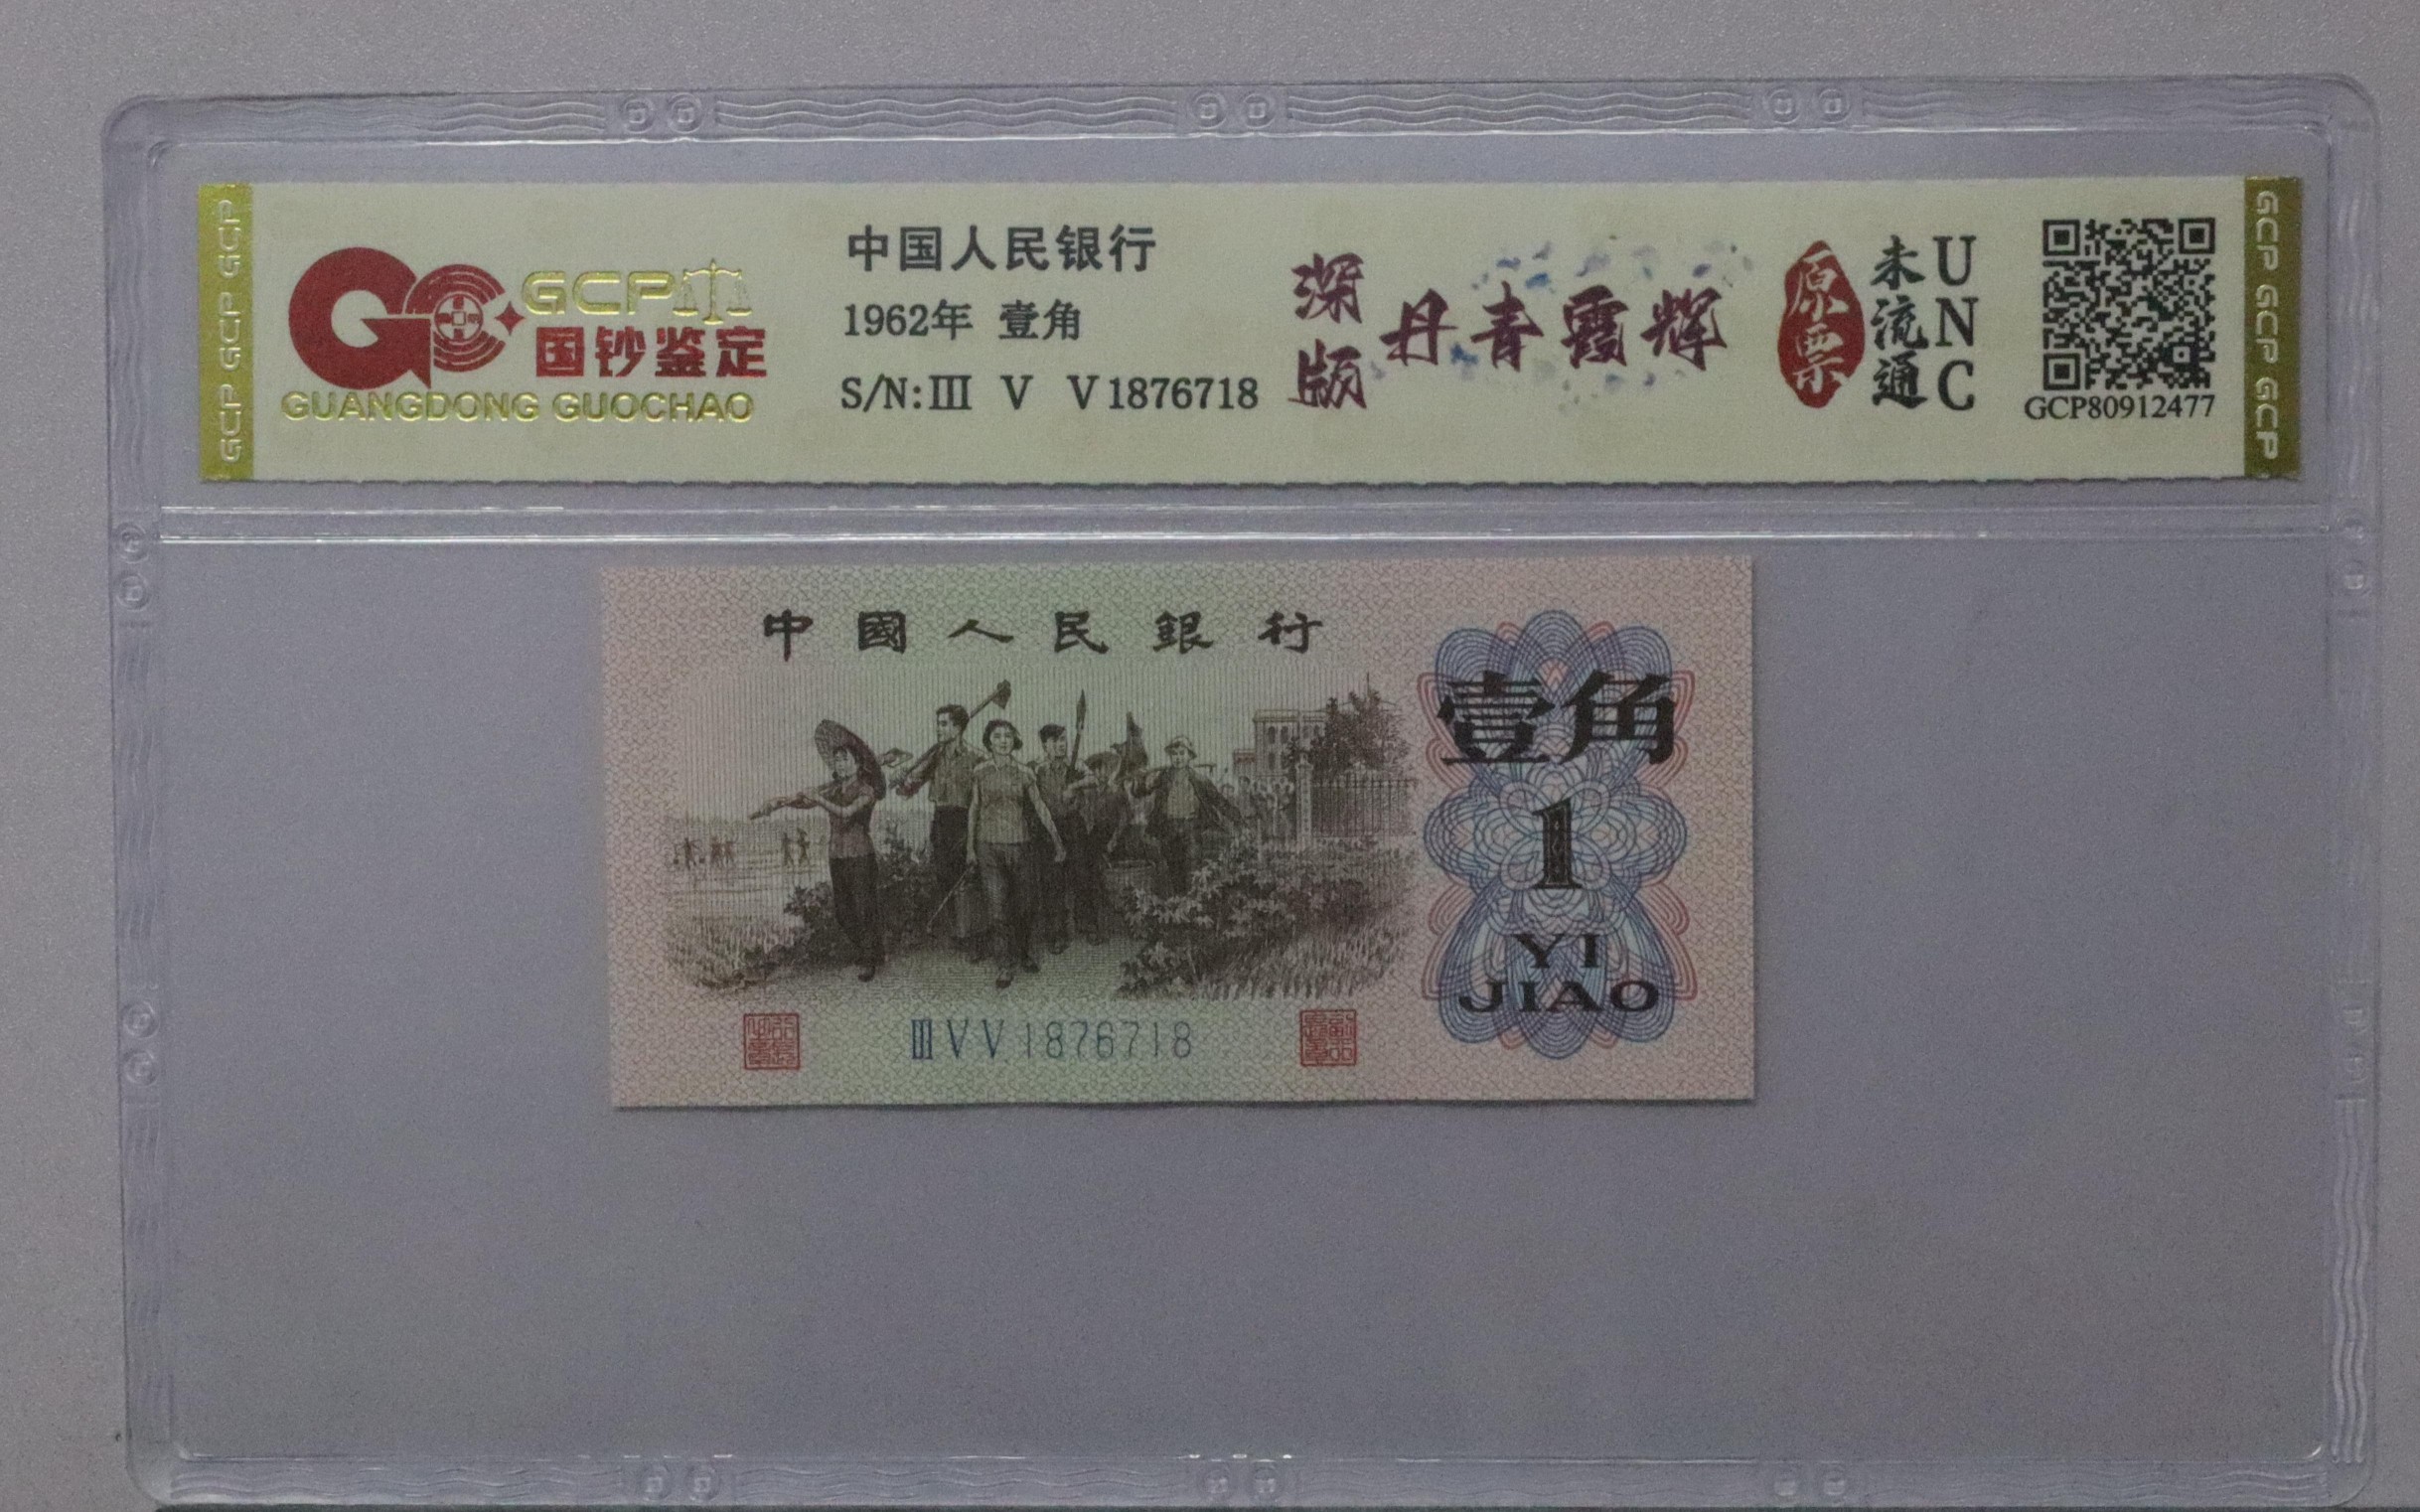 GCP GCP GCP
GCP
国钞鉴定
GUANGDONG GUOCHAO
中国人民银行
1962年 壹角
S/N:III V V1876718
深版
丹青霞辉
原票
未流通
UNC
GCP80912477
GCP GCP GCP
中國人民銀行
壹角
1
YI
JIAO
III V V 1876718